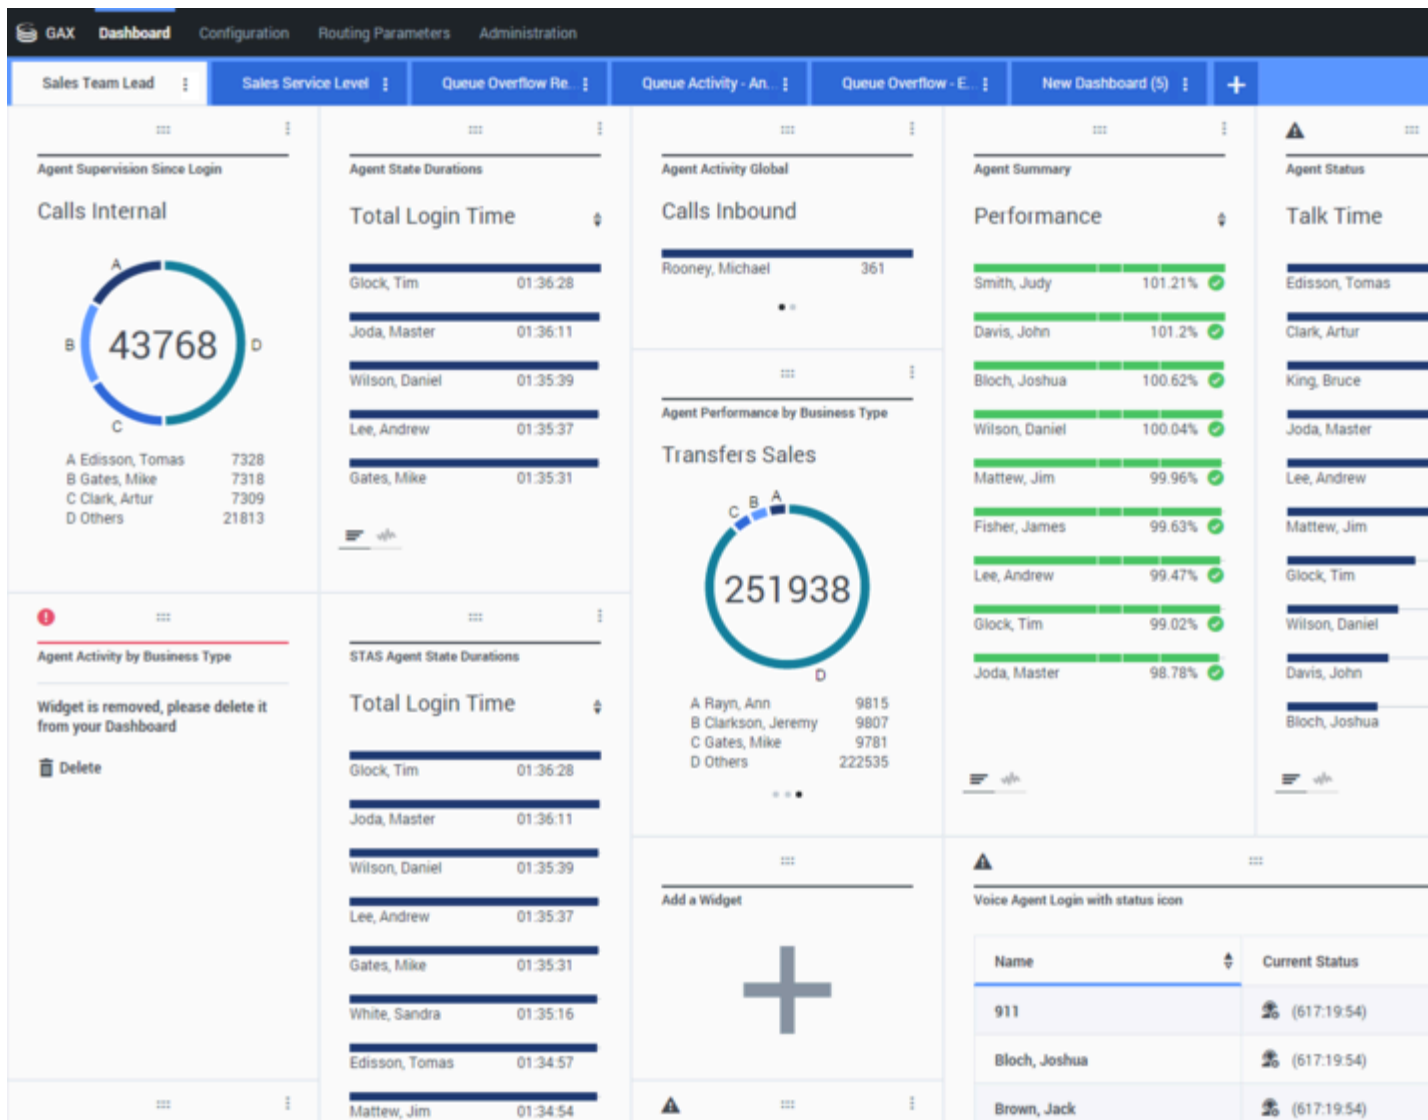 GAX Dashboard Configuration Routing Parameters Administration
Sales Team Lead Sales Service Level Queue Overflow Re... Queue Activity - An... Queue Overflow - E... New Dashboard (5)
Agent Supervision Since Login
Calls Internal
A
B
43768
D
C
A Edisson, Tomas 7328
B Gates, Mike 7318
C Clark, Artur 7309
D Others 21813
Agent State Durations
Total Login Time
Glock, Tim 01:36:28
Joda, Master 01:36:11
Wilson, Daniel 01:35:39
Lee, Andrew 01:35:37
Gates, Mike 01:35:31
Agent Activity Global
Calls Inbound
Rooney, Michael 361
Agent Performance by Business Type
Transfers Sales
C B A
251938
D
A Rayn, Ann 9815
B Clarkson, Jeremy 9807
C Gates, Mike 9781
D Others 222535
Agent Summary
Performance
Smith, Judy 101.21%
Davis, John 101.2%
Bloch, Joshua 100.62%
Wilson, Daniel 100.04%
Mattew, Jim 99.96%
Fisher, James 99.63%
Lee, Andrew 99.47%
Glock, Tim 99.02%
Joda, Master 98.78%
Agent Status
Talk Time
Edisson, Tomas
Clark, Artur
King, Bruce
Joda, Master
Lee, Andrew
Mattew, Jim
Glock, Tim
Wilson, Daniel
Davis, John
Bloch, Joshua
Agent Activity by Business Type
Widget is removed, please delete it
from your Dashboard
Delete
STAS Agent State Durations
Total Login Time
Glock, Tim 01:36:28
Joda, Master 01:36:11
Wilson, Daniel 01:35:39
Lee, Andrew 01:35:37
Gates, Mike 01:35:31
White, Sandra 01:35:16
Edisson, Tomas 01:34:57
Mattew, Jim 01:34:54
Add a Widget
Voice Agent Login with status icon
Name Current Status
911 (617:19:54)
Bloch, Joshua (617:19:54)
Brown, Jack (617:19:54)